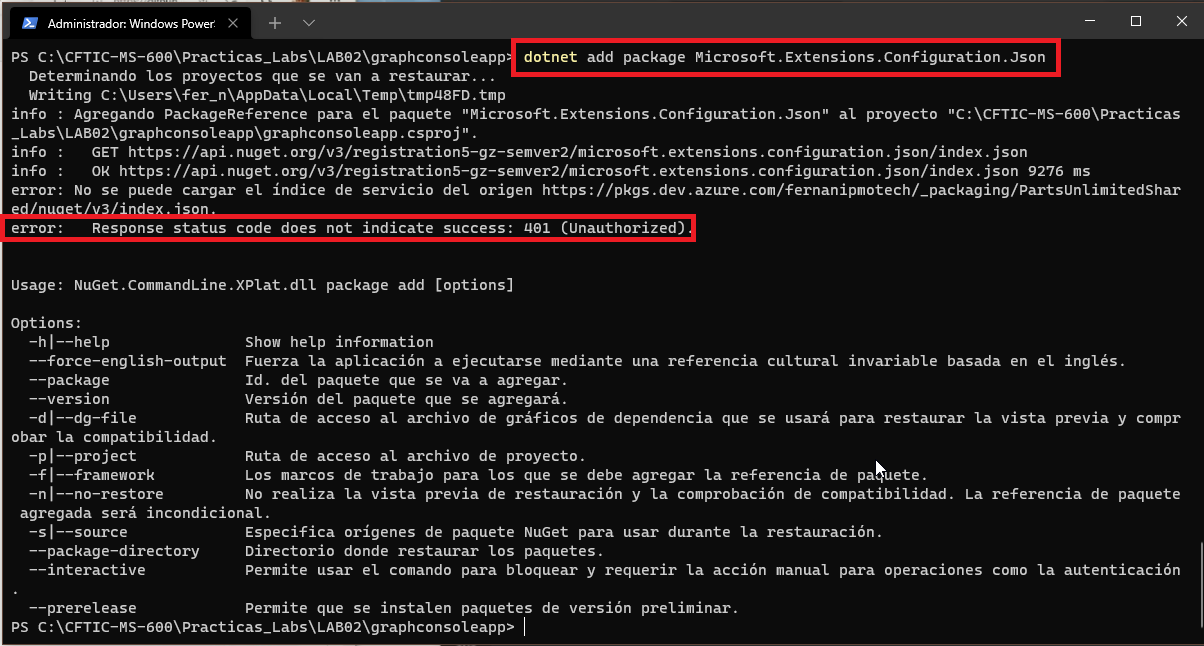 Administrador: Windows Power
PS C:\CFTIC-MS-600\Practicas_Labs\LAB02\graphconsoleapp> dotnet add package Microsoft.Extensions.Configuration.Json
  Determinando los proyectos que se van a restaurar...
  Writing C:\Users\fer_n\AppData\Local\Temp\tmp48FD.tmp
info : Agregando PackageReference para el paquete "Microsoft.Extensions.Configuration.Json" al proyecto "C:\CFTIC-MS-600\Practicas
_Labs\LAB02\graphconsoleapp\graphconsoleapp.csproj".
info :   GET https://api.nuget.org/v3/registration5-gz-semver2/microsoft.extensions.configuration.json/index.json
info :   OK https://api.nuget.org/v3/registration5-gz-semver2/microsoft.extensions.configuration.json/index.json 9276 ms
error: No se puede cargar el índice de servicio del origen https://pkgs.dev.azure.com/fernanipmotech/_packaging/PartsUnlimitedShar
ed/nuget/v3/index.json.
error:   Response status code does not indicate success: 401 (Unauthorized).
Usage: NuGet.CommandLine.XPlat.dll package add [options]
Options:
  -h|--help               Show help information
  --force-english-output  Fuerza la aplicación a ejecutarse mediante una referencia cultural invariable basada en el inglés.
  --package               Id. del paquete que se va a agregar.
  --version               Versión del paquete que se agregará.
  -d|--dg-file            Ruta de acceso al archivo de gráficos de dependencia que se usará para restaurar la vista previa y compr
obar la compatibilidad.
  -p|--project            Ruta de acceso al archivo de proyecto.
  -f|--framework          Los marcos de trabajo para los que se debe agregar la referencia de paquete.
  -n|--no-restore         No realiza la vista previa de restauración y la comprobación de compatibilidad. La referencia de paquete
 agregada será incondicional.
  -s|--source             Especifica orígenes de paquete NuGet para usar durante la restauración.
  --package-directory     Directorio donde restaurar los paquetes.
  --interactive           Permite usar el comando para bloquear y requerir la acción manual para operaciones como la autenticación
.
  --prerelease            Permite que se instalen paquetes de versión preliminar.
PS C:\CFTIC-MS-600\Practicas_Labs\LAB02\graphconsoleapp>